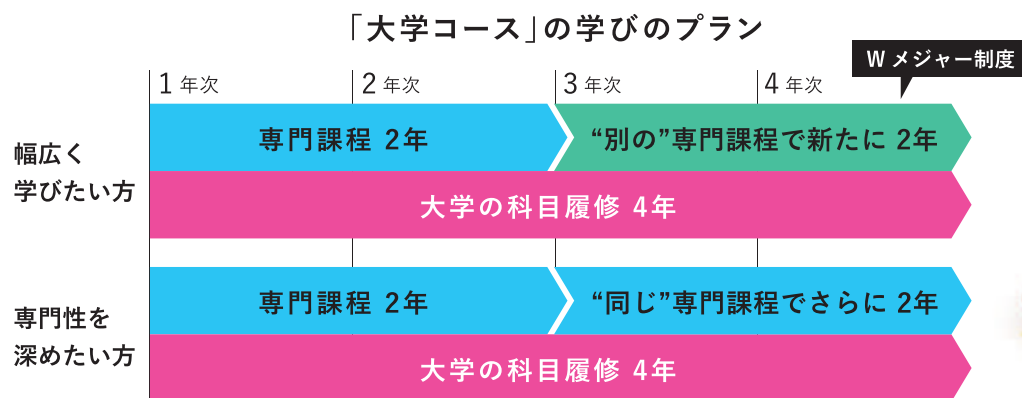 「大学コース」の学びのプラン
W メジャー制度
1 年次
2 年次
3 年次
4 年次
幅広く
学びたい方
専門課程 2年
“別の”専門課程で新たに 2年
大学の科目履修 4年
専門性を
深めたい方
専門課程 2年
“同じ”専門課程でさらに 2年
大学の科目履修 4年